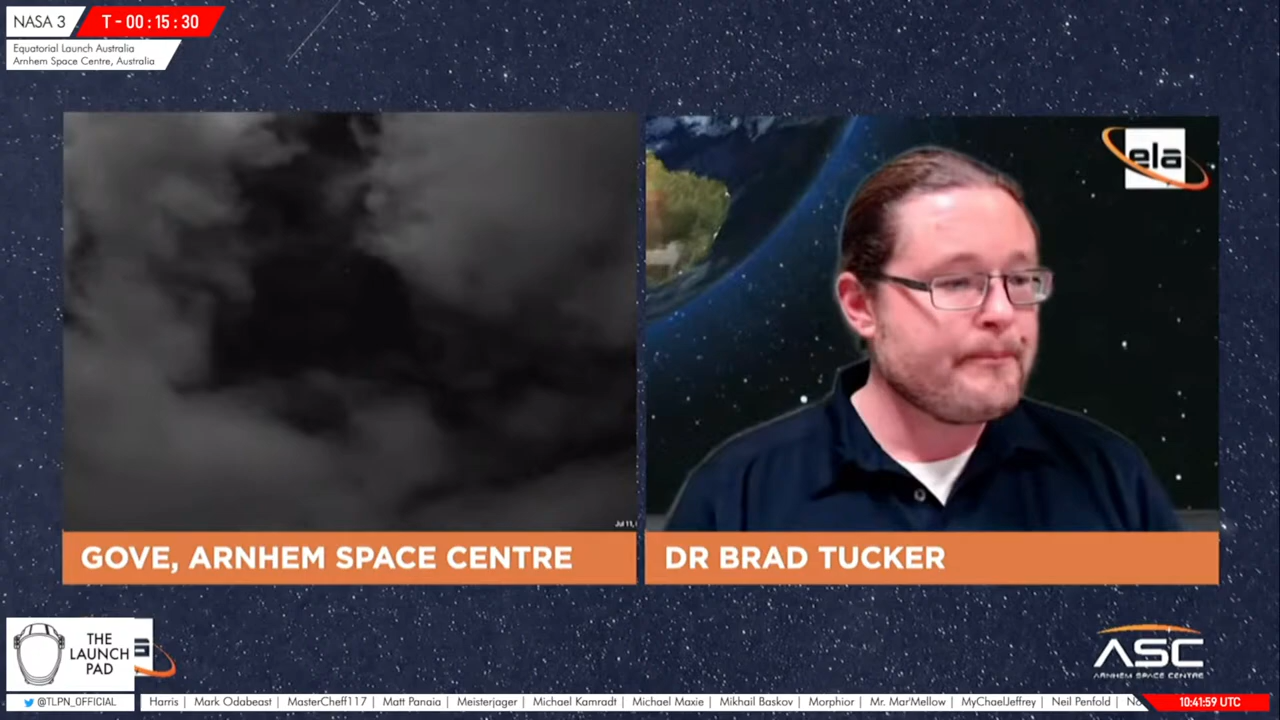 NASA 3
T - 00 : 15 : 30
Equatorial Launch Australia
Arnhem Space Centre, Australia
ela
Jul 11,
GOVE, ARNHEM SPACE CENTRE
DR BRAD TUCKER
THE
LAUNCH
PAD
ASC
ARNHEM SPACE CENTRE
@TLPN_OFFICIAL
Harris | Mark Odabeast | MasterCheff117 | Matt Panaia | Meisterjager | Michael Kamradt | Michael Maxie | Mikhail Baskov | Morphior | Mr. Mar'Mellow | MyChaelJeffrey | Neil Penfold |
10:41:59 UTC